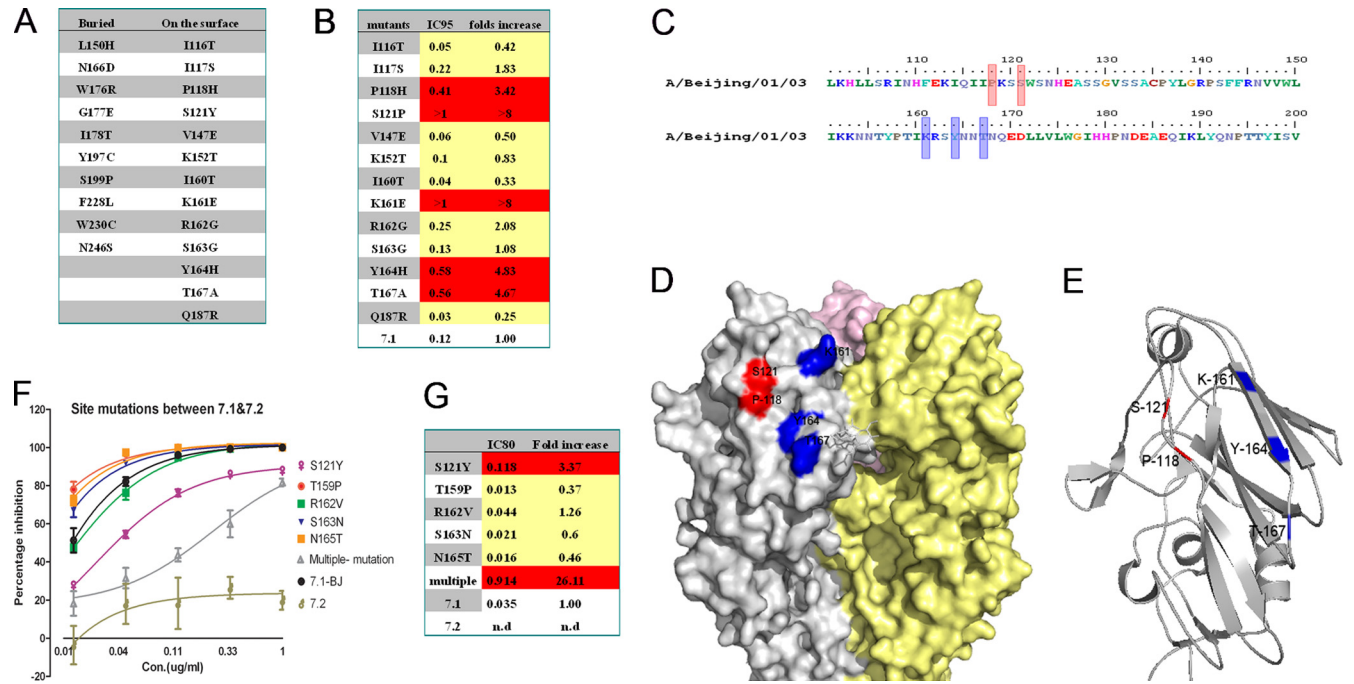 A
Buried On the surface
L150H I116T
N166D I117S
W176R P118H
G177E S121Y
I178T V147E
Y197C K152T
S199P I160T
F228L K161E
W230C R162G
N246S S163G
Y164H
T167A
Q187R
B
mutants IC95 folds increase
I116T 0.05 0.42
I117S 0.22 1.83
P118H 0.41 3.42
S121P >1 >8
V147E 0.06 0.50
K152T 0.1 0.83
I160T 0.04 0.33
K161E >1 >8
R162G 0.25 2.08
S163G 0.13 1.08
Y164H 0.58 4.83
T167A 0.56 4.67
Q187R 0.03 0.25
7.1 0.12 1.00
C
110 120 130 140 150
A/Beijing/01/03 LKHLLSRINHFEKIQIIPKSSWSNHEASSGVSSACPYLGRPSFFRNVVWL
160 170 180 190 200
A/Beijing/01/03 IKKNNTYPTIKRSYNNTNQEDLLVLWGIHHPNDEAEQIKLYQNPTTYISV
D
K161
S121
P-118
Y164
T167
E
K-161
S-121
Y-164
P-118
T-167
F
Site mutations between 7.1&7.2
Percentage inhibition
120
100
80
60
40
20
0
-20
0.01 0.04 0.11 0.33 1
Con.(ug/ml)
S121Y
T159P
R162V
S163N
N165T
Multiple- mutation
7.1-BJ
7.2
G
IC80 Fold increase
S121Y 0.118 3.37
T159P 0.013 0.37
R162V 0.044 1.26
S163N 0.021 0.6
N165T 0.016 0.46
multiple 0.914 26.11
7.1 0.035 1.00
7.2 n.d n.d